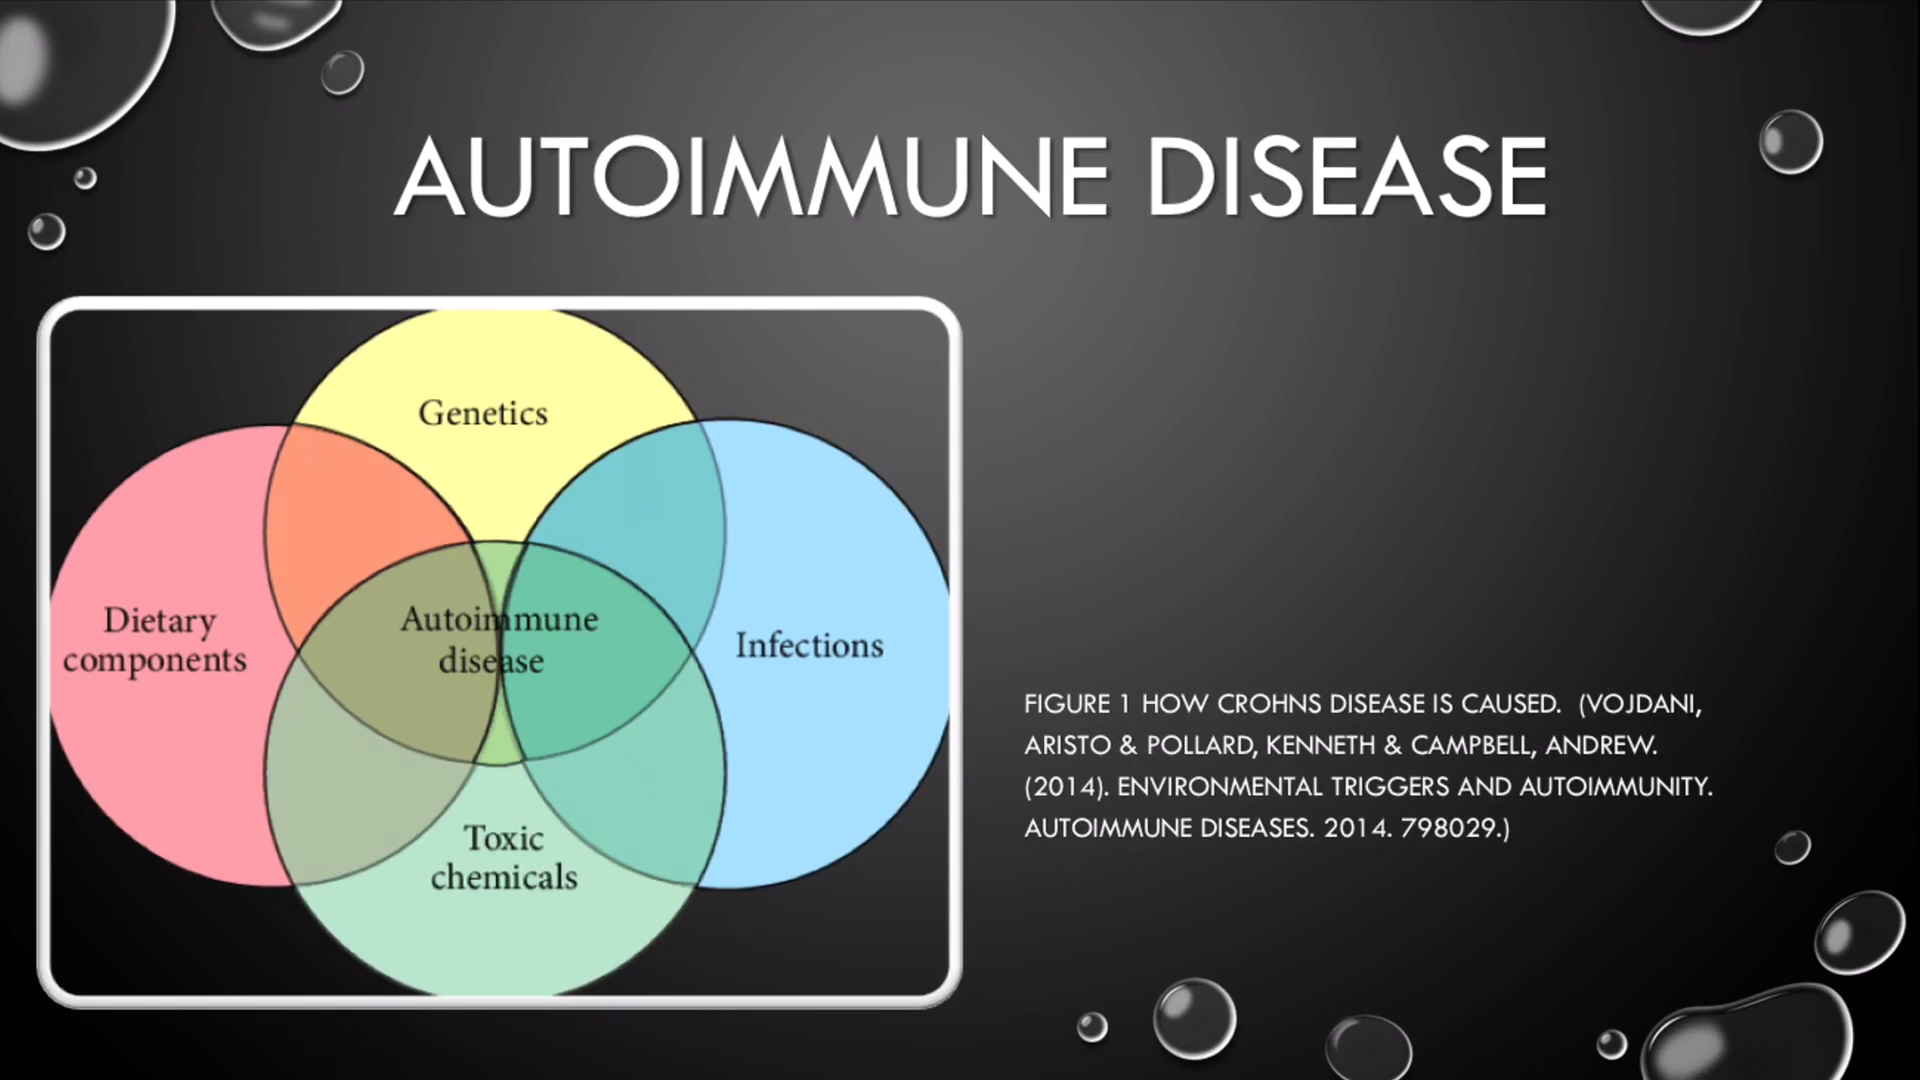 AUTOIMMUNE DISEASE
Genetics
Dietary
components
Autoimmune
disease
Infections
Toxic
chemicals
FIGURE 1 HOW CROHNS DISEASE IS CAUSED.  (VOJDANI,
ARISTO & POLLARD, KENNETH & CAMPBELL, ANDREW.
(2014). ENVIRONMENTAL TRIGGERS AND AUTOIMMUNITY.
AUTOIMMUNE DISEASES. 2014. 798029.)